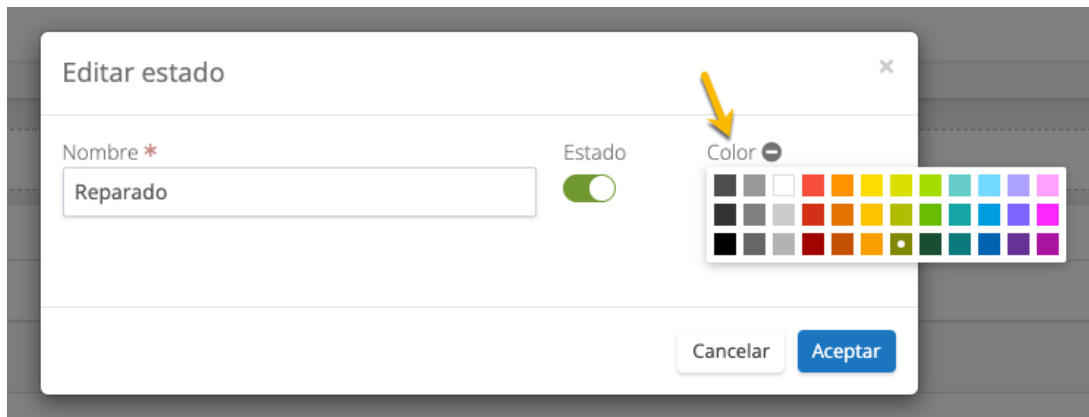 Editar estado ×
Nombre * Estado Color
Reparado
Cancelar Aceptar